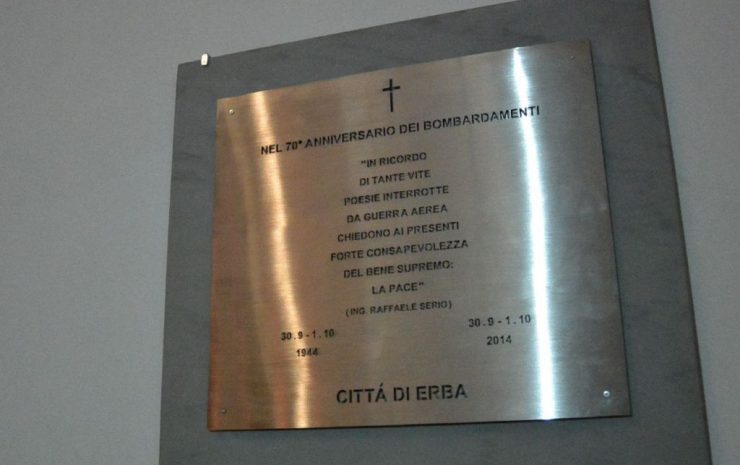 NEL 70° ANNIVERSARIO DEI BOMBARDAMENTI
"IN RICORDO
DI TANTE VITE
POESIE INTERROTTE
DA GUERRA AEREA
CHIEDONO AI PRESENTI
FORTE CONSAPEVOLEZZA
DEL BENE SUPREMO:
LA PACE"
(ING. RAFFAELE SERIO)
30.9 - 1.10
1944
30.9 - 1.10
2014
CITTÁ DI ERBA